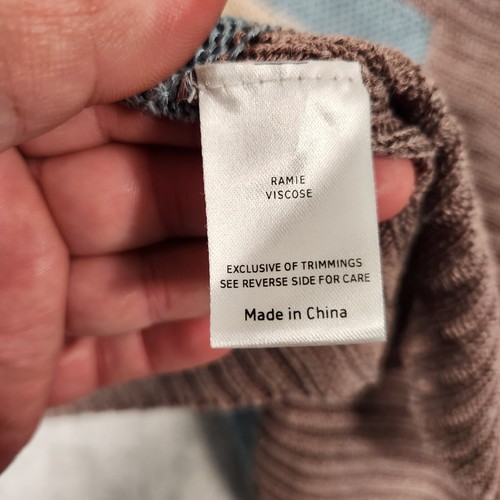 RAMIE
VISCOSE
EXCLUSIVE OF TRIMMINGS
SEE REVERSE SIDE FOR CARE
Made in China